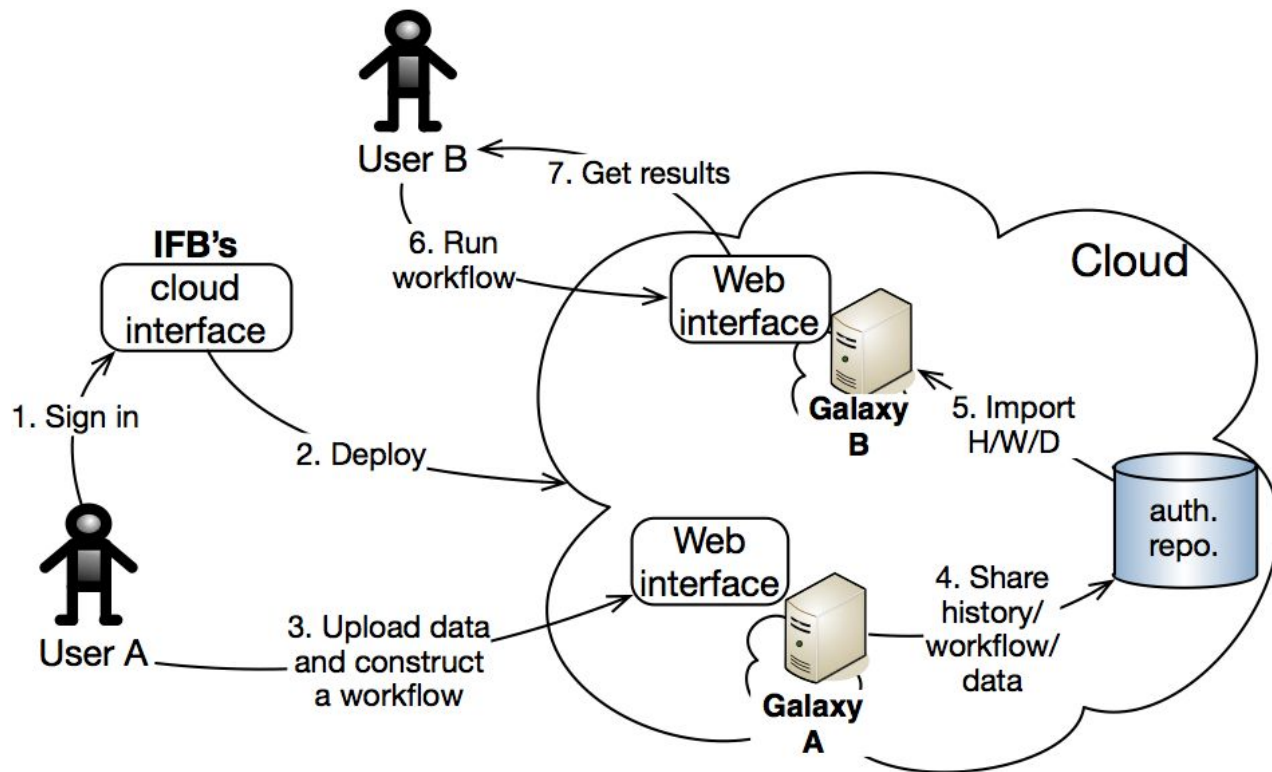 User B
7. Get results
IFB's
cloud
interface
6. Run
workflow
Web
interface
Cloud
Galaxy
B
5. Import
H/W/D
1. Sign in
2. Deploy
auth.
repo.
Web
interface
4. Share
history/
workflow/
data
3. Upload data
and construct
a workflow
User A
Galaxy
A